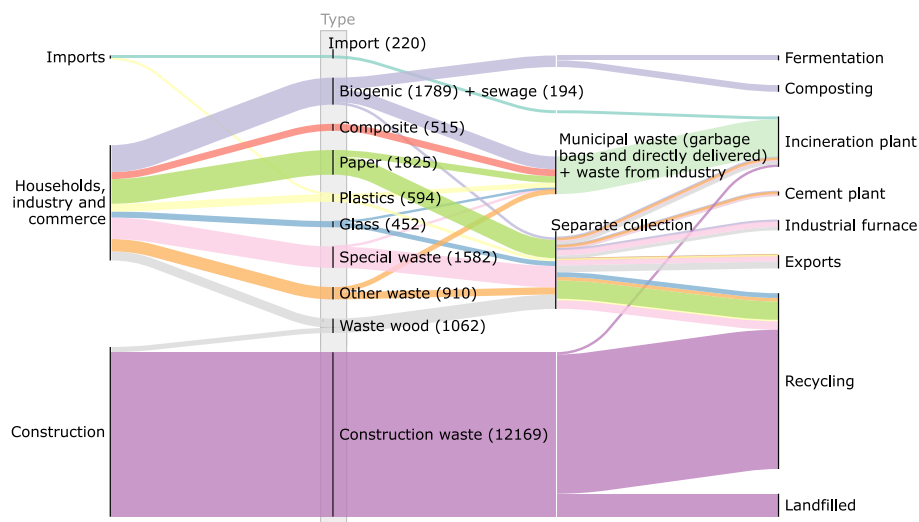 Type
Imports
Import (220)
Fermentation
Biogenic (1789) + sewage (194)
Composting
Composite (515)
Municipal waste (garbage
bags and directly delivered)
+ waste from industry
Incineration plant
Paper (1825)
Households,
industry and
commerce
Plastics (594)
Cement plant
Glass (452)
Separate collection
Industrial furnace
Special waste (1582)
Exports
Other waste (910)
Waste wood (1062)
Recycling
Construction
Construction waste (12169)
Landfilled